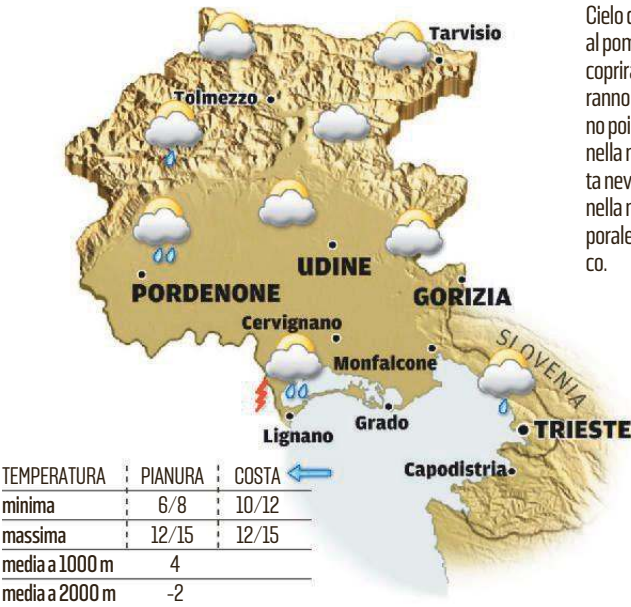 Cielo c
al pom
coprirà
ranno
no poi
nella n
ta nev
nella n
porale
co.
Tarvisio
Tolmezzo
UDINE
PORDENONE
GORIZIA
Cervignano
Monfalcone
SLOVENIA
Grado
Lignano
TRIESTE
Capodistria
TEMPERATURA PIANURA COSTA
minima 6/8 10/12
massima 12/15 12/15
media a 1000 m 4
media a 2000 m -2